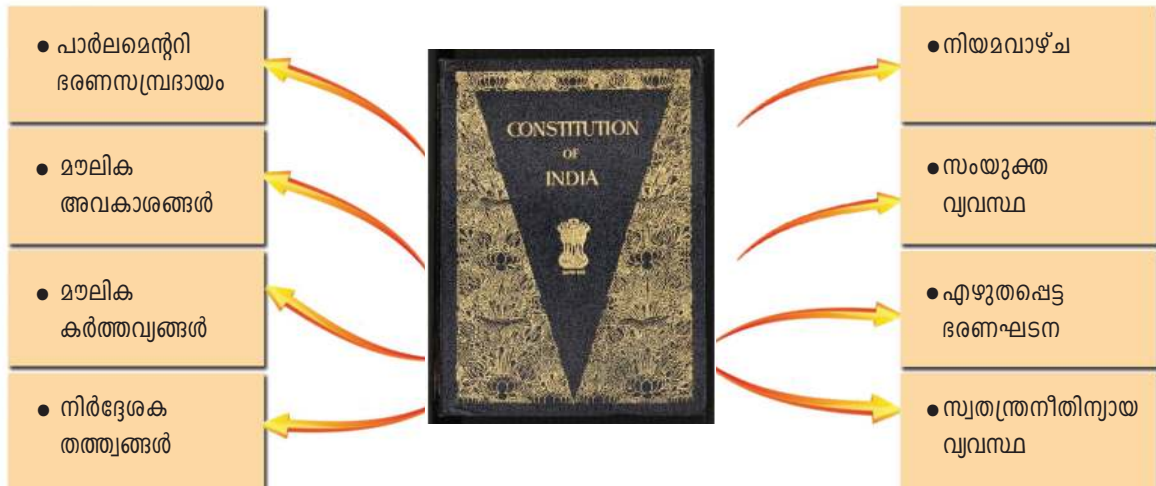 ● പാർലമെന്ററി
ഭരണസമ്പ്രദായം
● മൗലിക
അവകാശങ്ങൾ
● മൗലിക
കർത്തവ്യങ്ങൾ
● നിർദ്ദേശക
തത്ത്വങ്ങൾ
CONSTITUTION
OF
INDIA
● നിയമവാഴ്ച
● സംയുക്ത
വ്യവസ്ഥ
● എഴുതപ്പെട്ട
ഭരണഘടന
● സ്വതന്ത്രനീതിന്യായ
വ്യവസ്ഥ